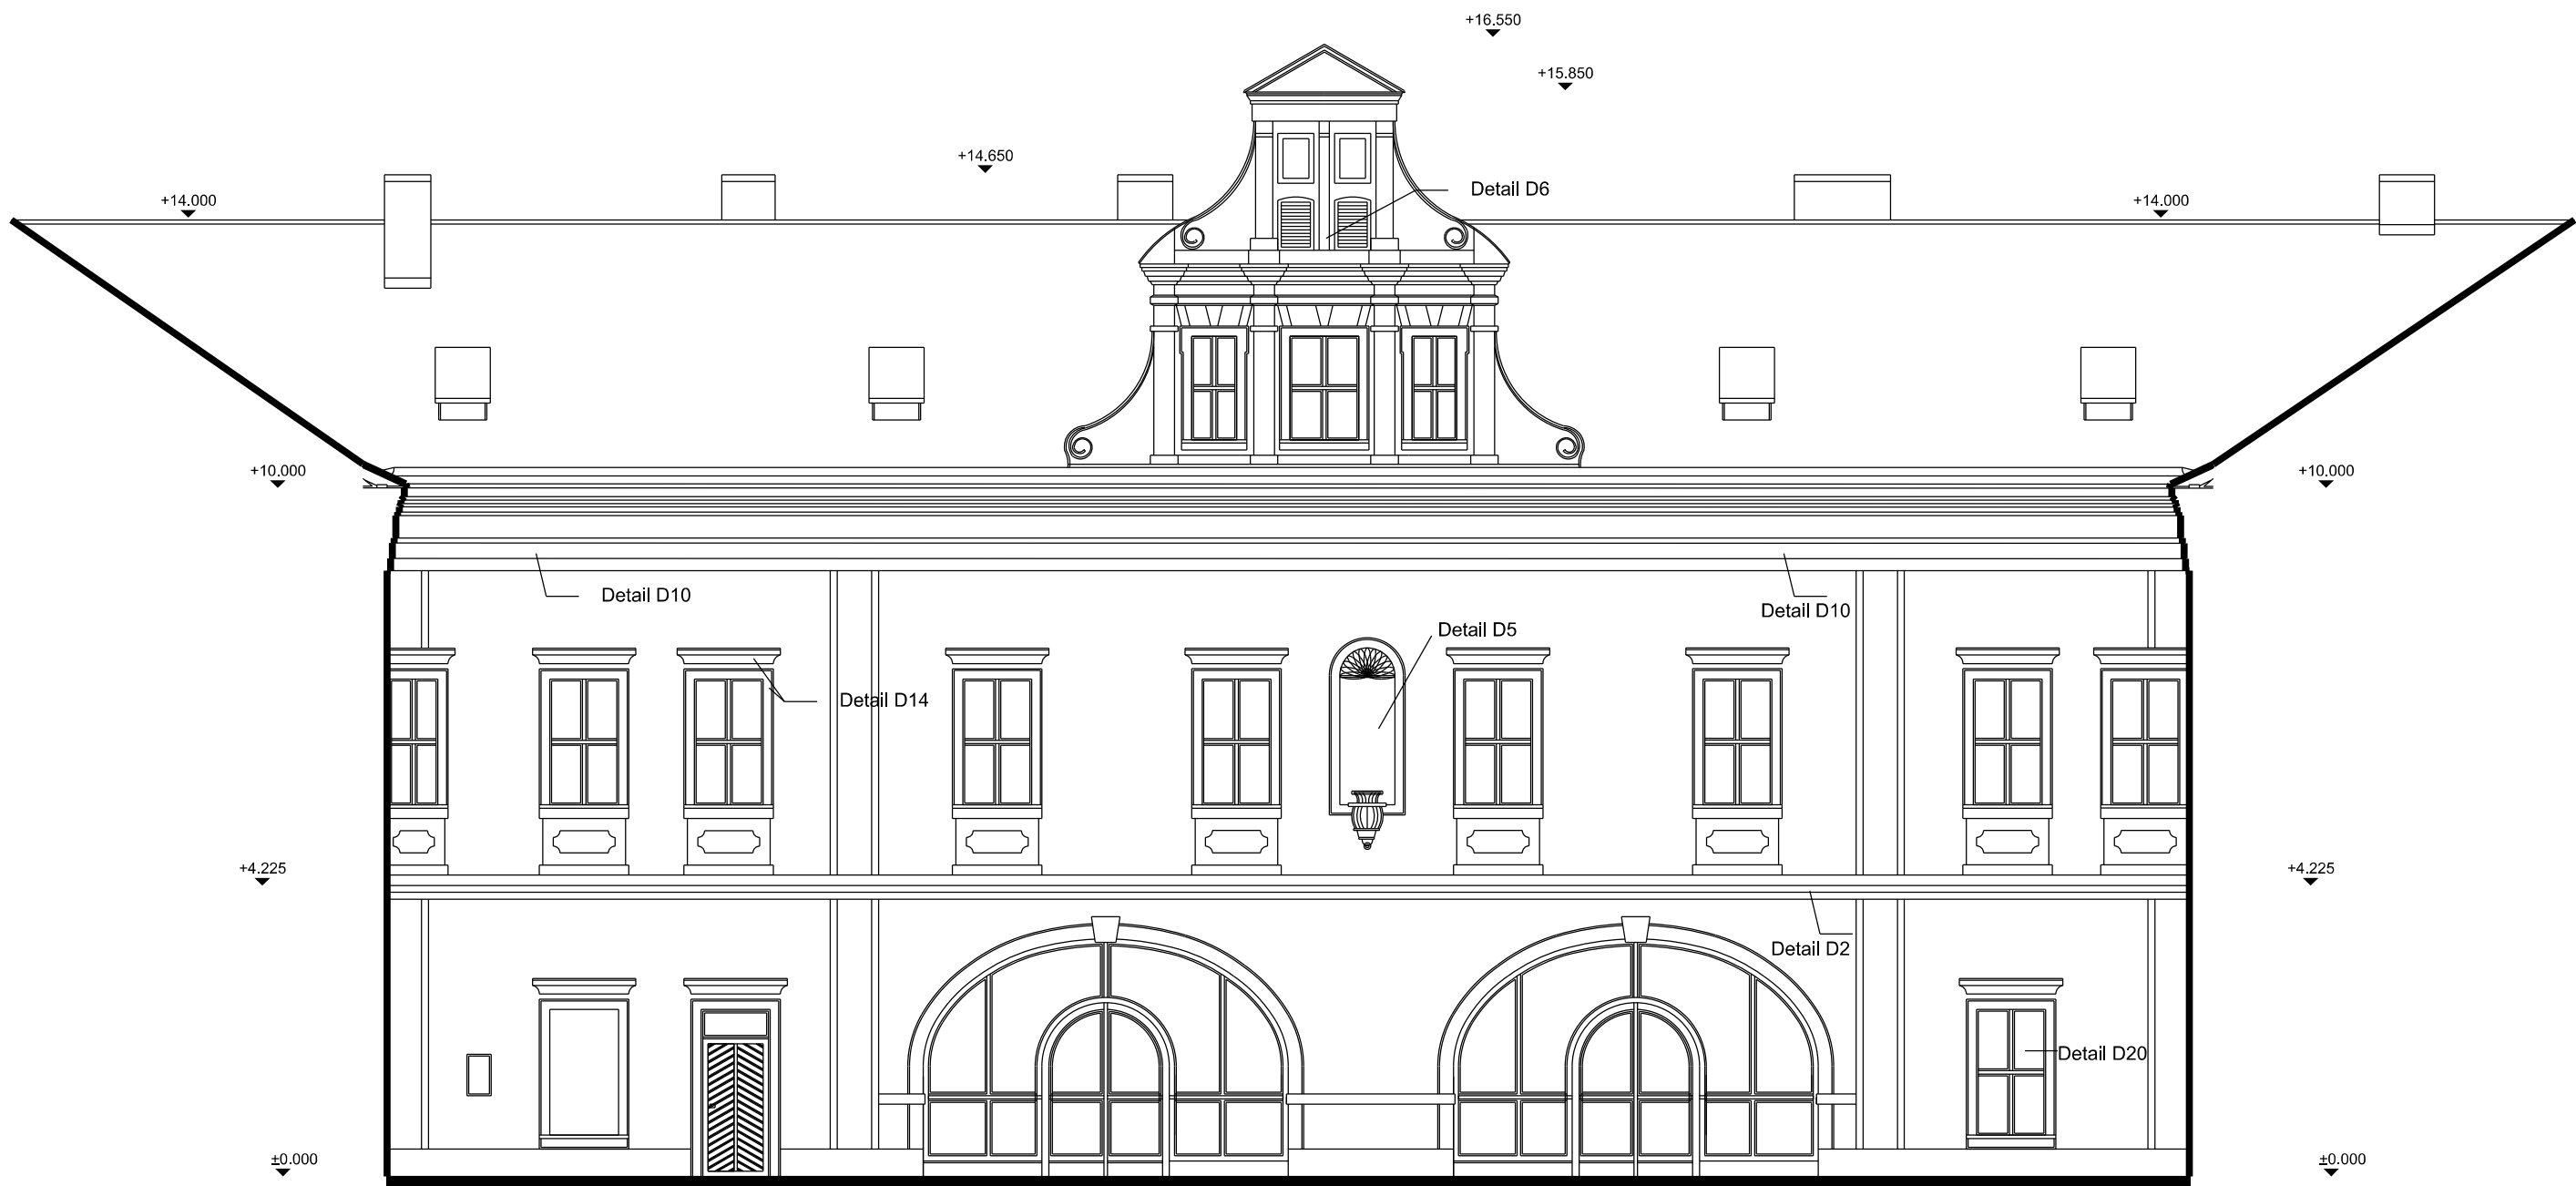 +16.550
+15.850
+14.650
Detail D6
+14.000
+14.000
+10.000
+10.000
Detail D10
Detail D10
Detail D5
Detail D14
+4.225
+4.225
Detail D2
Detail D20
±0.000
±0.000